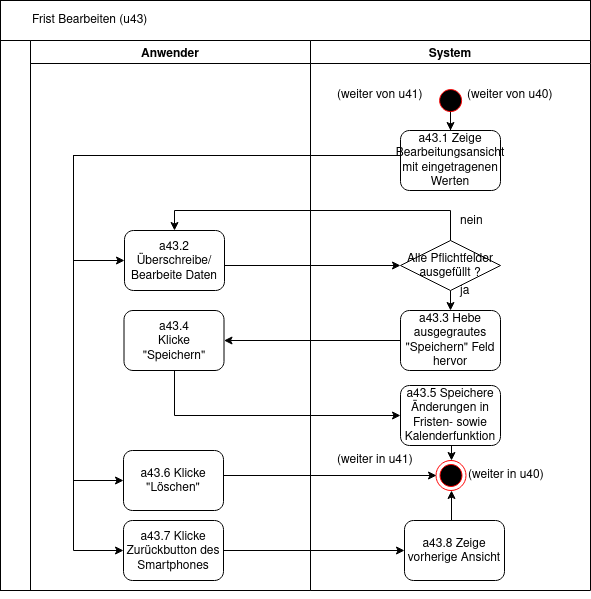 Frist Bearbeiten (u43)
Anwender
System
(weiter von u41)
(weiter von u40)
a43.1 Zeige
Bearbeitungsansicht
mit eingetragenen
Werten
nein
a43.2
Überschreibe/
Bearbeite Daten
Alle Pflichtfelder
ausgefüllt ?
ja
a43.4
Klicke
"Speichern"
a43.3 Hebe
ausgegrautes
"Speichern" Feld
hervor
a43.5 Speichere
Änderungen in
Fristen- sowie
Kalenderfunktion
(weiter in u41)
(weiter in u40)
a43.6 Klicke
"Löschen"
a43.7 Klicke
Zurückbutton des
Smartphones
a43.8 Zeige
vorherige Ansicht